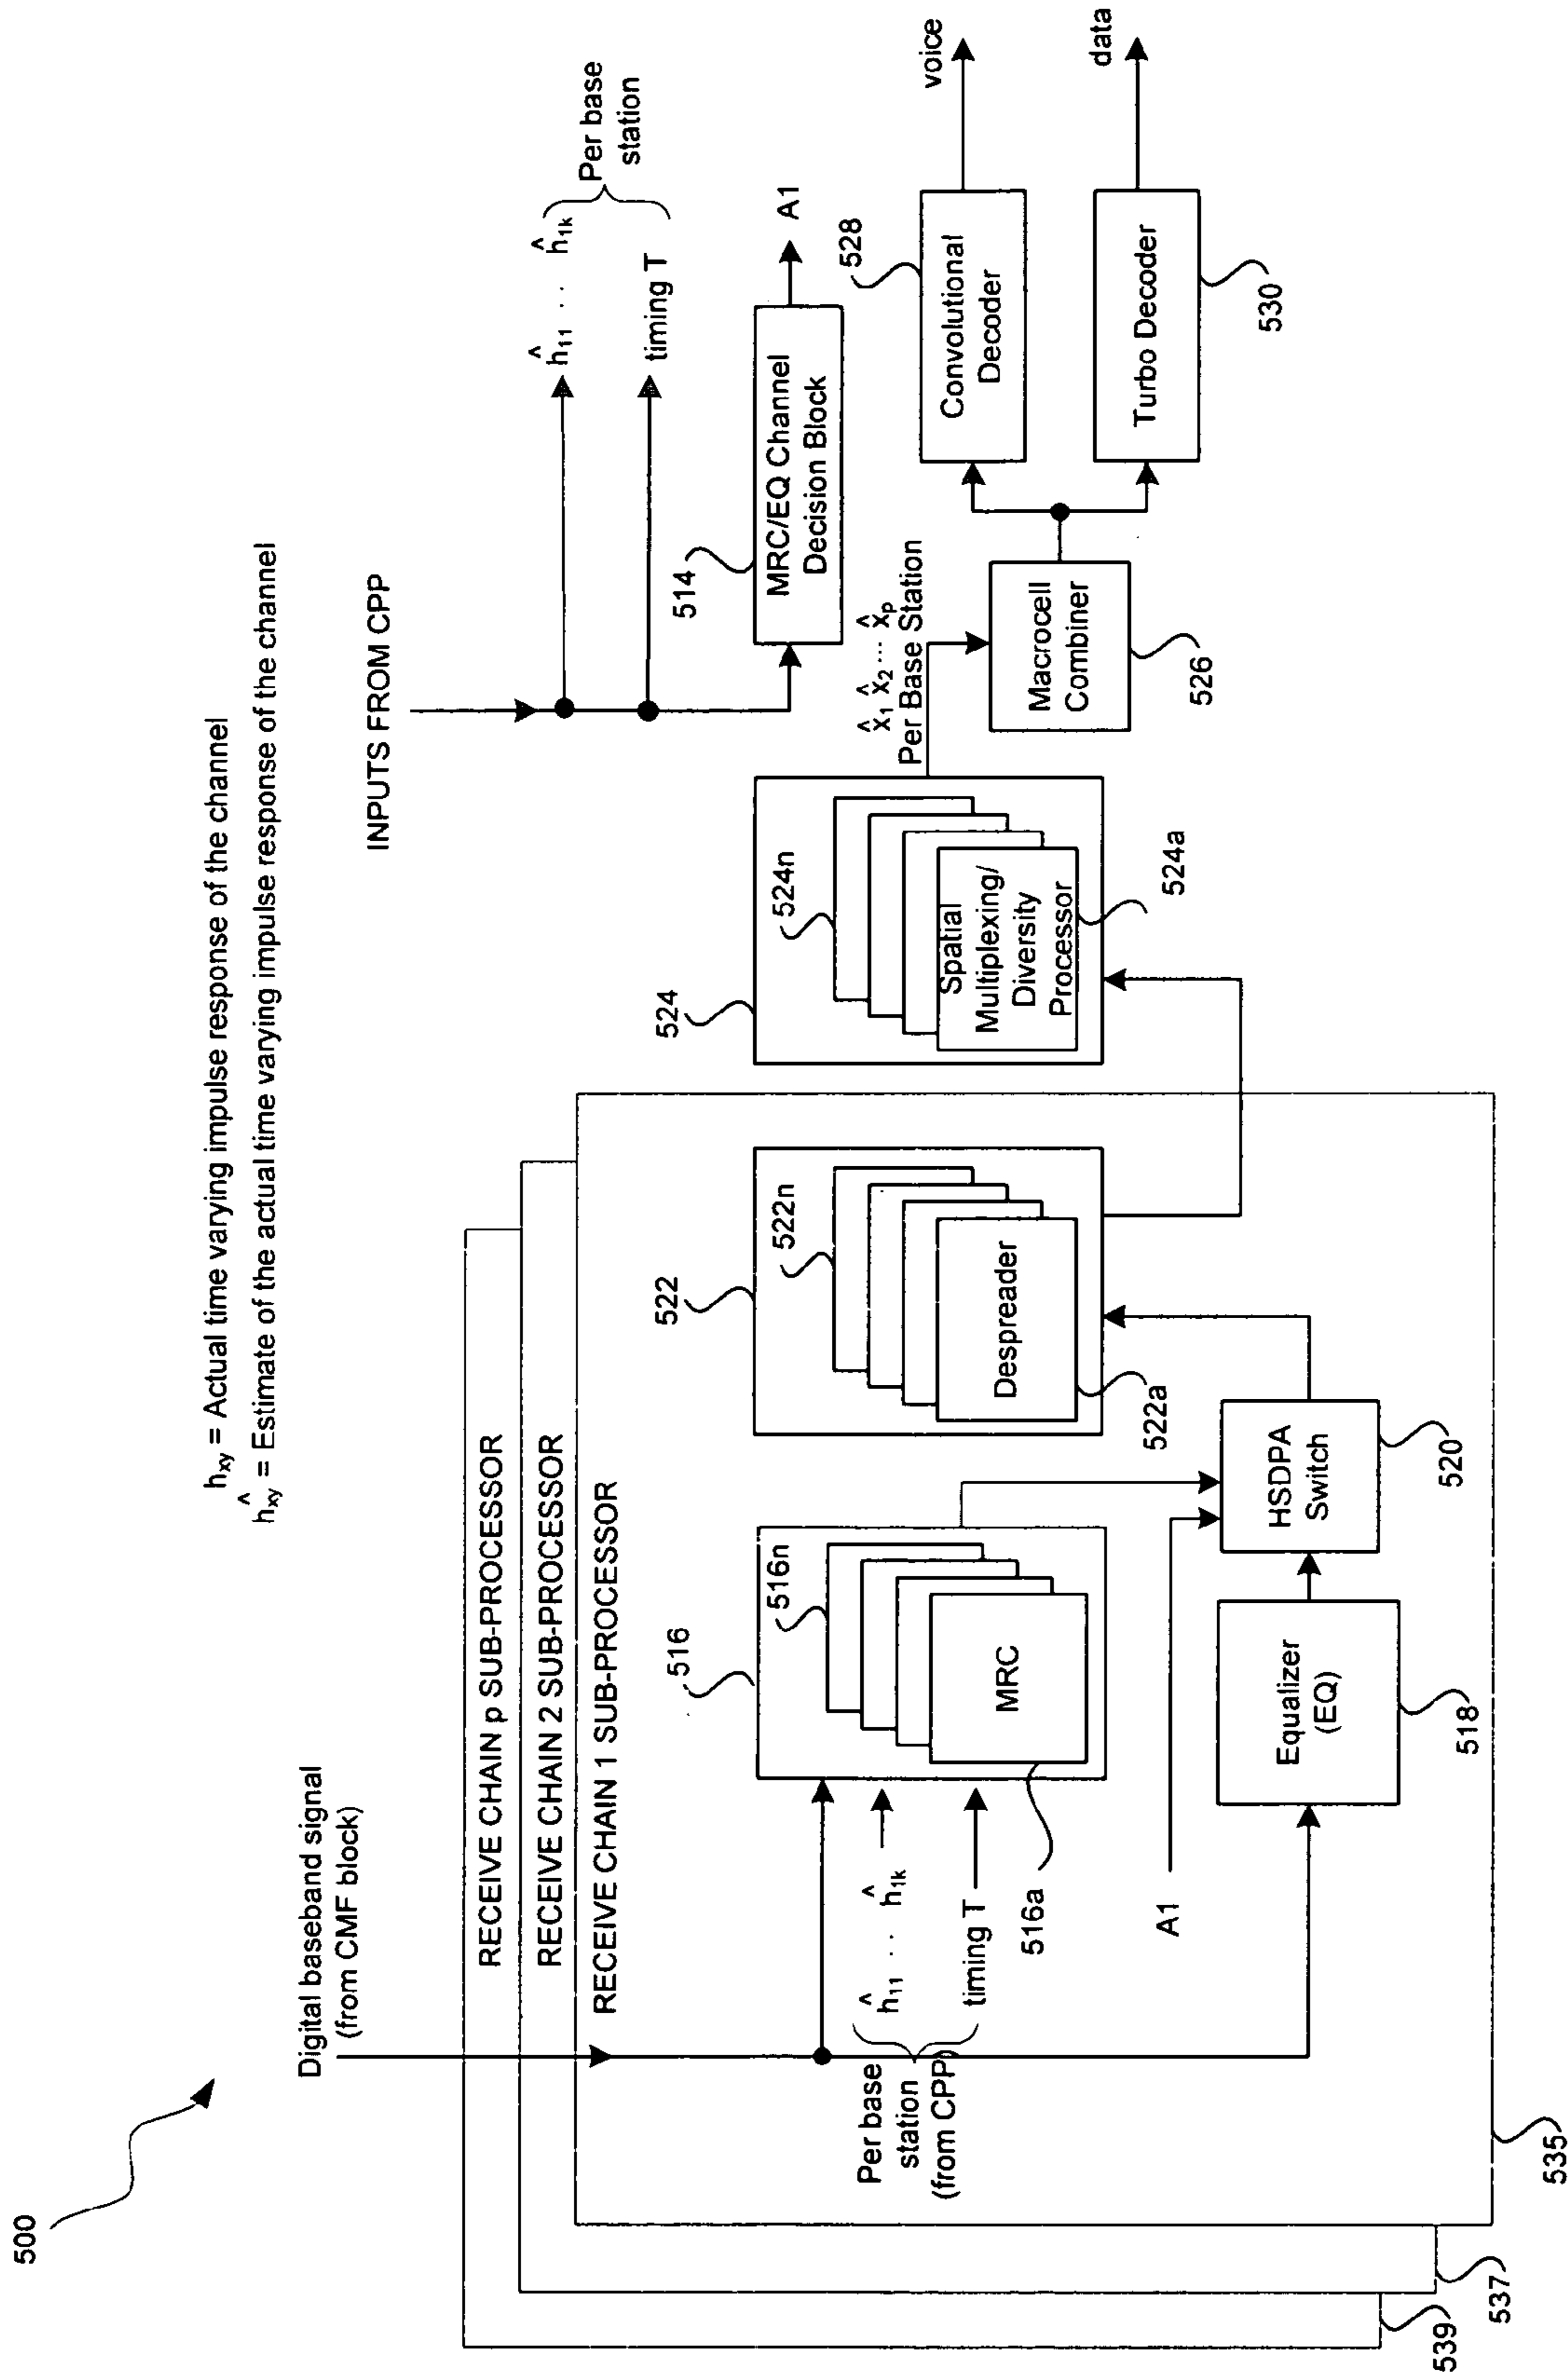 500
h_xy = Actual time varying impulse response of the channel
ĥ_xy = Estimate of the actual time varying impulse response of the channel
Digital baseband signal
(from CMF block)
INPUTS FROM CPP
RECEIVE CHAIN p SUB-PROCESSOR
RECEIVE CHAIN 2 SUB-PROCESSOR
RECEIVE CHAIN 1 SUB-PROCESSOR
ĥ11 .. ĥ1k
timing T
Per base
station
514
MRC/EQ Channel
Decision Block
A1
516
516n
MRC
516a
ĥ11 .. ĥ1k
timing T
Per base
station
(from CPP)
A1
Equalizer
(EQ)
518
HSDPA
Switch
520
522
522n
Despreader
522a
524
524n
Spatial
Multiplexing/
Diversity
Processor
524a
x̂1 x̂2 ... x̂p
Per Base Station
Macrocell
Combiner
526
528
Convolutional
Decoder
voice
Turbo Decoder
530
data
535
537
539